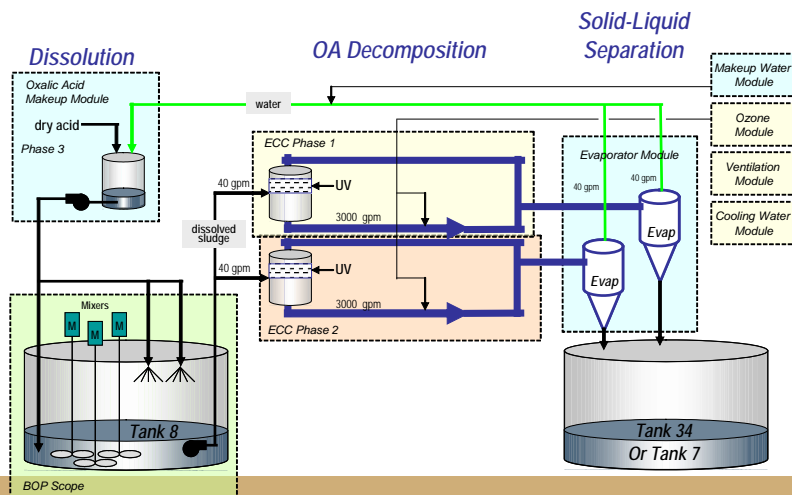 Dissolution
OA Decomposition
Solid-Liquid
Separation
Oxalic Acid
Makeup Module
dry acid
Phase 3
water
Makeup Water
Module
Ozone
Module
Ventilation
Module
Cooling Water
Module
ECC Phase 1
40 gpm
UV
3000 gpm
dissolved
sludge
40 gpm
UV
3000 gpm
ECC Phase 2
Evaporator Module
40 gpm
40 gpm
Evap
Evap
Mixers
M
M
M
Tank 8
BOP Scope
Tank 34
Or Tank 7